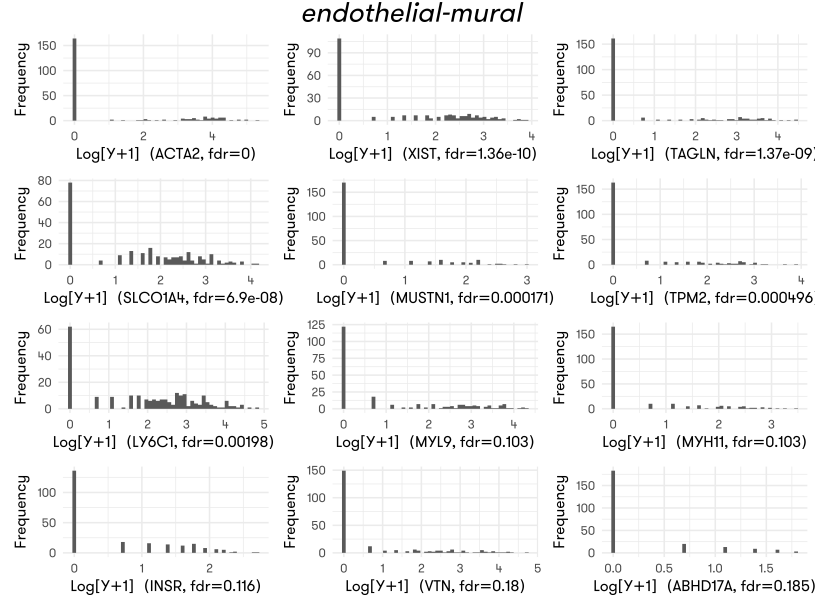 endothelial-mural
Frequency
150
100
50
0
0 2 4
Log[Y+1] (ACTA2, fdr=0)
Frequency
90
60
30
0
0 1 2 3 4
Log[Y+1] (XIST, fdr=1.36e-10)
Frequency
150
100
50
0
0 1 2 3 4
Log[Y+1] (TAGLN, fdr=1.37e-09)
Frequency
80
60
40
20
0
0 1 2 3 4
Log[Y+1] (SLCO1A4, fdr=6.9e-08)
Frequency
150
100
50
0
0 1 2 3
Log[Y+1] (MUSTN1, fdr=0.000171)
Frequency
150
100
50
0
0 1 2 3 4
Log[Y+1] (TPM2, fdr=0.000496)
Frequency
60
40
20
0
0 1 2 3 4 5
Log[Y+1] (LY6C1, fdr=0.00198)
Frequency
125
100
75
50
25
0
0 1 2 3 4
Log[Y+1] (MYL9, fdr=0.103)
Frequency
150
100
50
0
0 1 2 3
Log[Y+1] (MYH11, fdr=0.103)
Frequency
100
50
0
0 1 2
Log[Y+1] (INSR, fdr=0.116)
Frequency
150
100
50
0
0 1 2 3 4 5
Log[Y+1] (VTN, fdr=0.18)
Frequency
150
100
50
0
0.0 0.5 1.0 1.5
Log[Y+1] (ABHD17A, fdr=0.185)